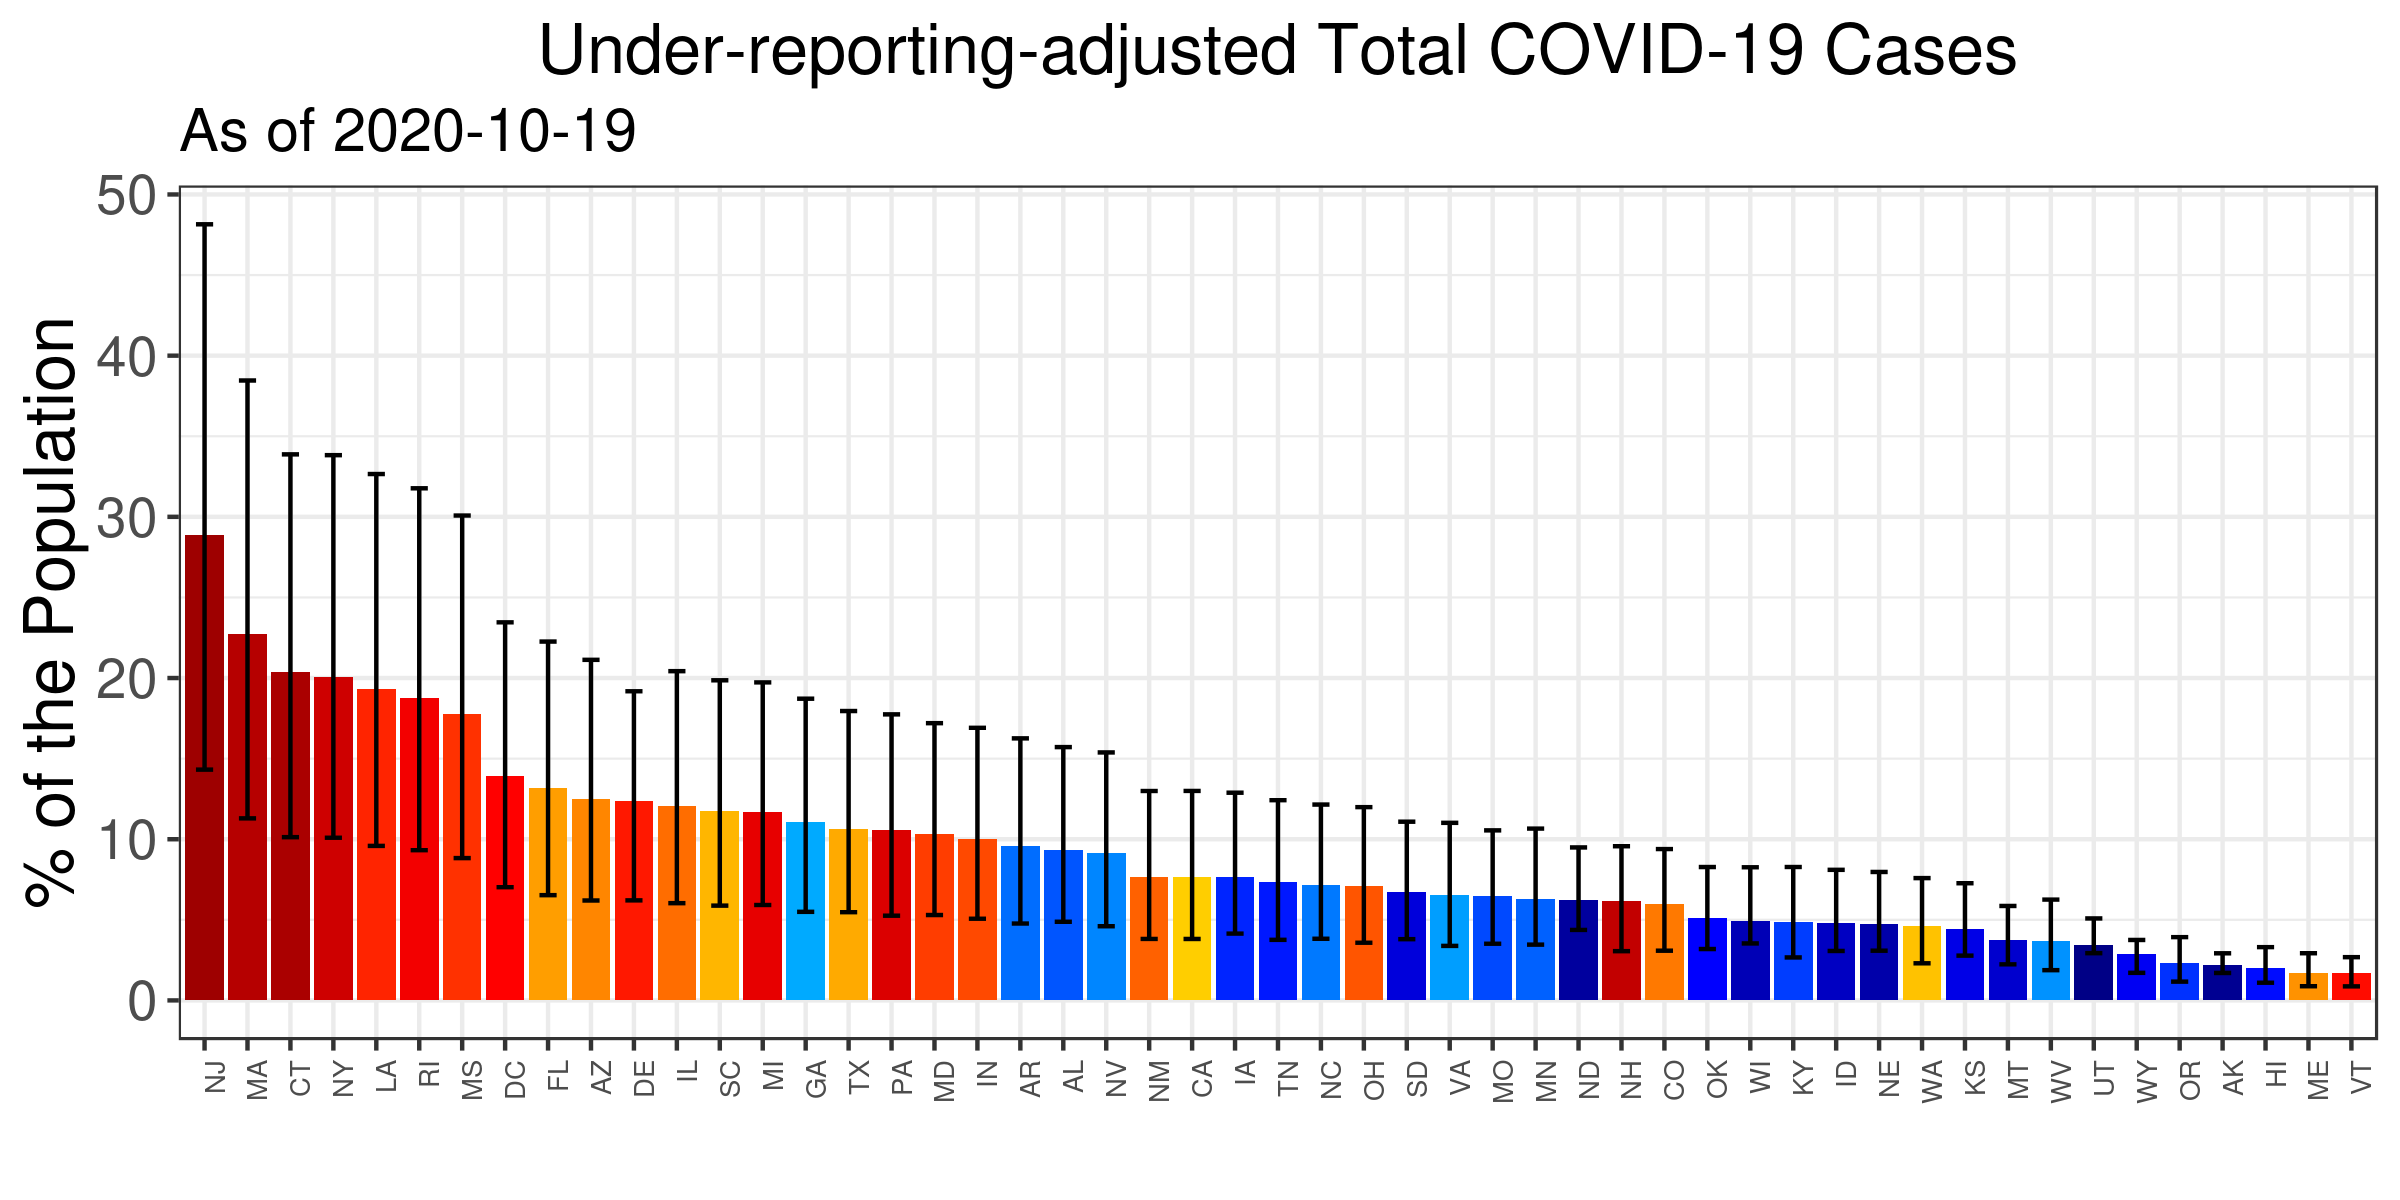 Under-reporting-adjusted Total COVID-19 Cases
As of 2020-10-19
% of the Population
50
40
30
20
10
0
NJ MA CT NY LA RI MS DC FL AZ DE IL SC MI GA TX PA MD IN AR AL NV NM CA IA TN NC OH SD VA MO MN ND NH CO OK WI KY ID NE WA KS MT WV UT WY OR AK HI ME VT